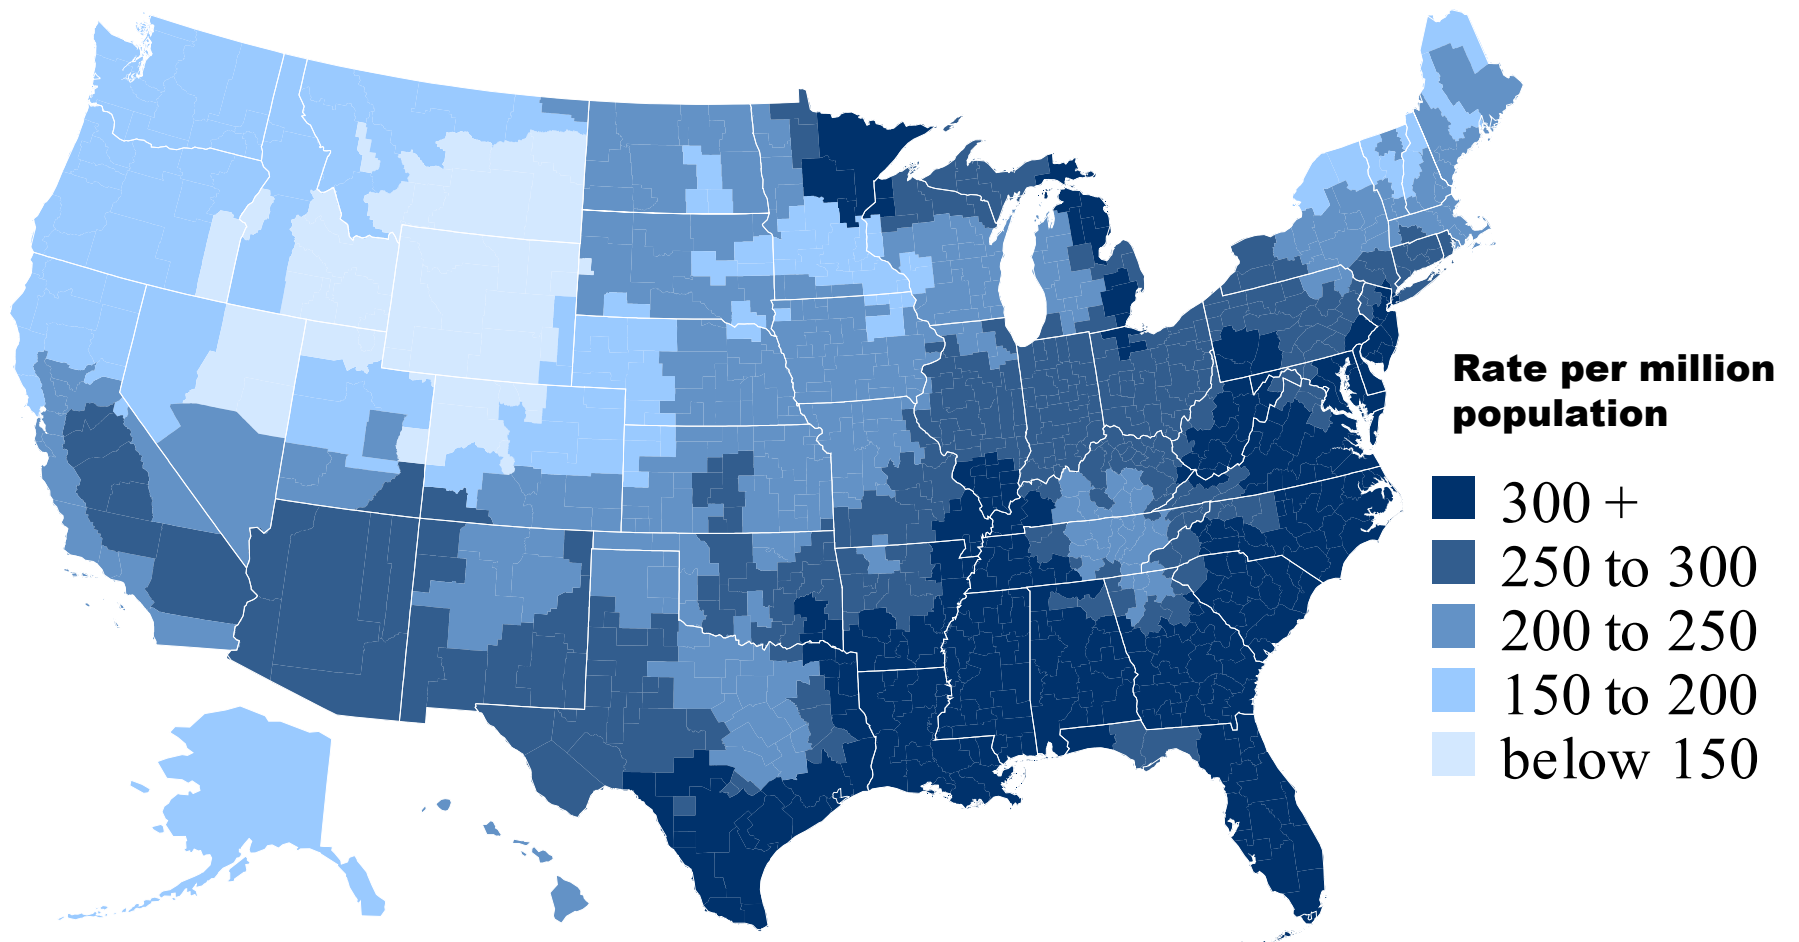 Rate per million
population
300 +
250 to 300
200 to 250
150 to 200
below 150